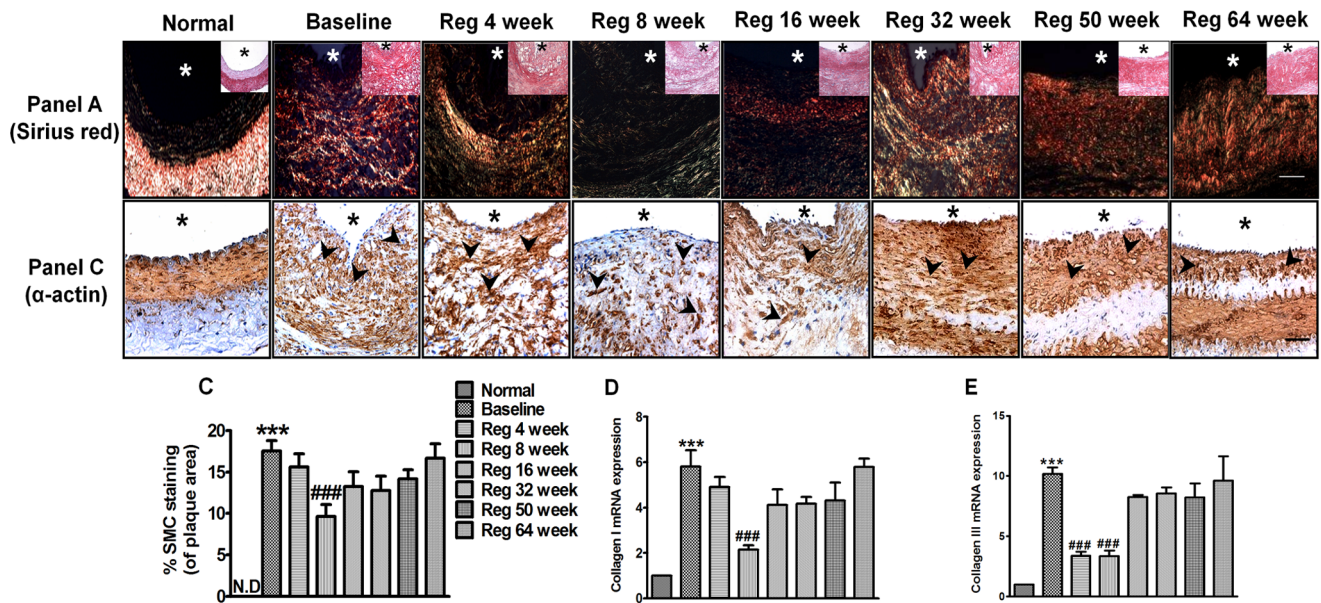 Normal Baseline Reg 4 week Reg 8 week Reg 16 week Reg 32 week Reg 50 week Reg 64 week
Panel A
(Sirius red)
* * * * * * * *
* * * * * * * *
Panel C
(α-actin)
* * * * * * * *
C
% SMC staining
(of plaque area)
20
15
10
5
0
N.D
***
###
Normal
Baseline
Reg 4 week
Reg 8 week
Reg 16 week
Reg 32 week
Reg 50 week
Reg 64 week
D
Collagen I mRNA expression
8
6
4
2
0
***
###
E
Collagen III mRNA expression
15
10
5
0
***
###
###